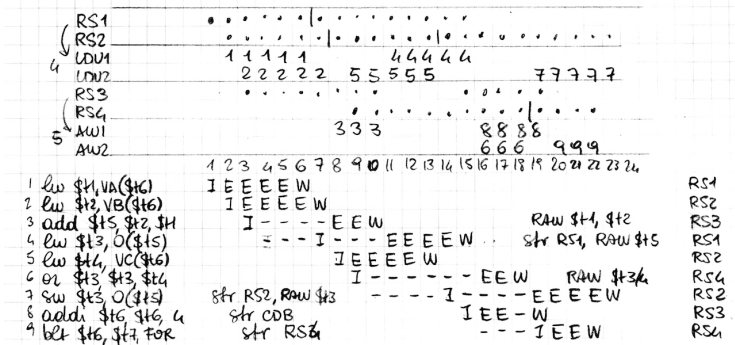 RS1
RS2
4 LDU1 1 1 1 1 1 4 4 4 4 4
LDU2 2 2 2 2 2 5 5 5 5 5 7 7 7 7 7
RS3
RS4
5 ALU1 3 3 3 8 8 8 8
ALU2 6 6 6 9 9 9
1 2 3 4 5 6 7 8 9 10 11 12 13 14 15 16 17 18 19 20 21 22 23 24
1 lw $t1, VA($t6) I E E E E W RS1
2 lw $t2, VB($t6) I E E E E W RS2
3 add $t5, $t2, $t1 I - - - - E E W RAW $t1, $t2 RS3
4 lw $t3, 0($t5) - - - I - - - E E E E W str RS1, RAW $t5 RS1
5 lw $t4, VC($t6) I E E E E W RS2
6 or $t3, $t3, $t4 I - - - - - - E E W RAW $t3/4 RS4
7 sw $t3, 0($t5) str RS2, RAW $t3 - - - - I - - - - E E E E W RS2
8 addi $t6, $t6, 4 str CDB I E E - W RS3
9 blt $t6, $t7, FOR str RS4 - - - I E E W RS4